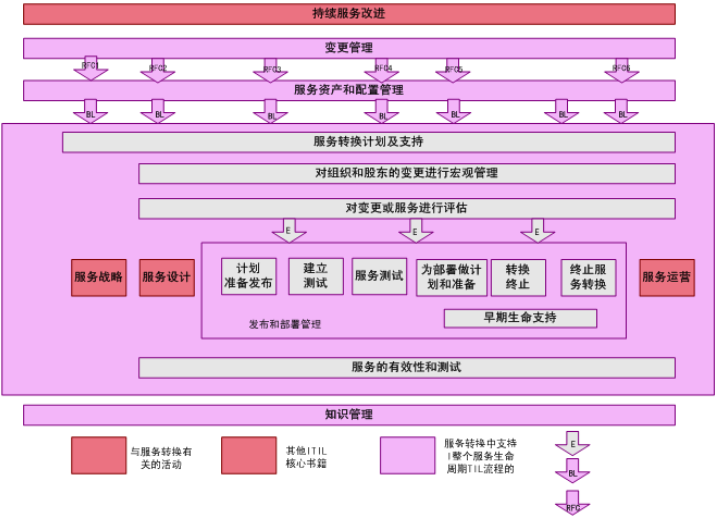 持续服务改进
变更管理
RFC1
RFC2
RFC3
RFC4
RFC5
RFC6
服务资产和配置管理
BL
BL
BL
BL
BL
BL
BL
服务转换计划及支持
对组织和股东的变更进行宏观管理
对变更或服务进行评估
E
E
E
服务战略
服务设计
计划
准备发布
建立
测试
服务测试
为部署做计
划和准备
转换
终止
终止服
务转换
服务运营
早期生命支持
发布和部署管理
服务的有效性和测试
知识管理
与服务转换有
关的活动
其他ITIL
核心书籍
服务转换中支持
I整个服务生命
周期TIL流程的
E
BL
RFC